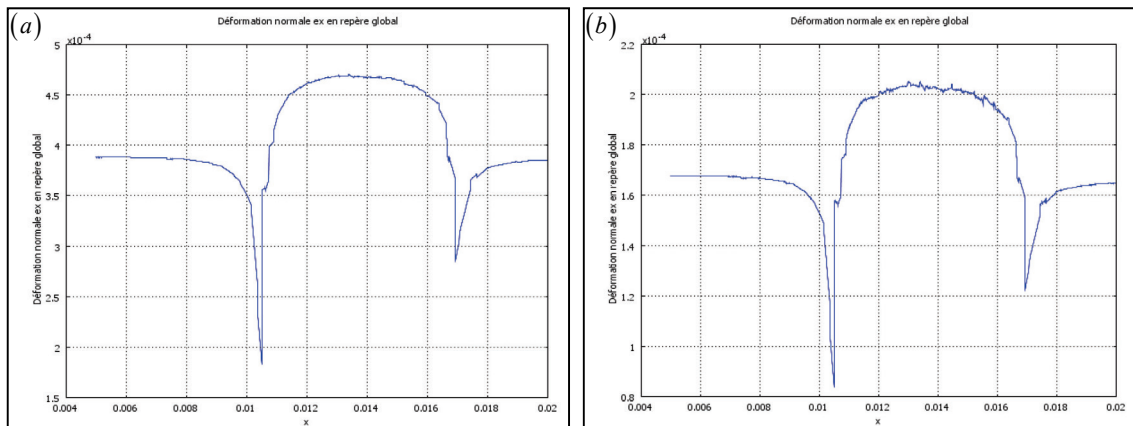 (a)
Déformation normale ex en repère global
x10⁻⁴
5
4.5
4
3.5
3
2.5
2
1.5
Déformation normale ex en repère global
0.004 0.006 0.008 0.01 0.012 0.014 0.016 0.018 0.02
x
(b)
Déformation normale ex en repère global
x10⁻⁴
2.2
2
1.8
1.6
1.4
1.2
1
0.8
Déformation normale ex en repère global
0.004 0.006 0.008 0.01 0.012 0.014 0.016 0.018 0.02
x